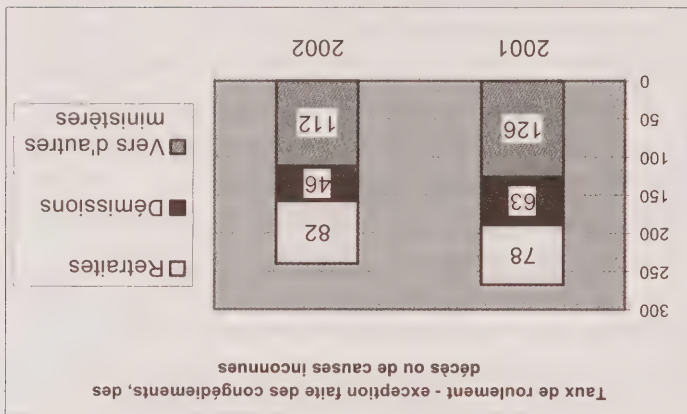 Taux de roulement - exception faite des congédiements, des
décès ou de causes inconnues
300
250
200
150
100
50
0
78
63
126
82
46
112
2001
2002
Retraites
Démissions
Vers d'autres
ministères